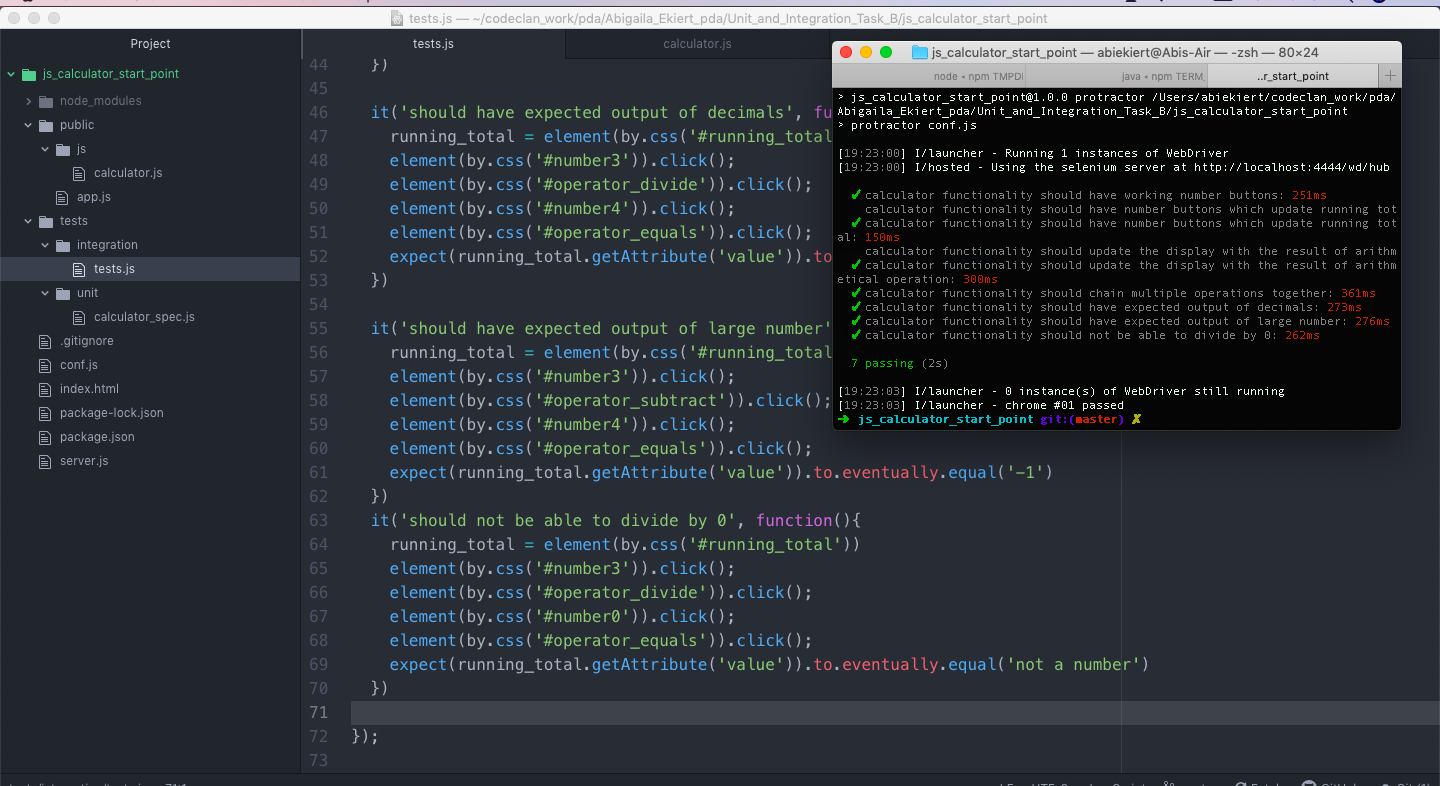 tests.js — ~/codeclan_work/pda/Abigaila_Ekiert_pda/Unit_and_Integration_Task_B/js_calculator_start_point
Project
js_calculator_start_point
node_modules
public
js
calculator.js
app.js
tests
integration
tests.js
unit
calculator_spec.js
.gitignore
conf.js
index.html
package-lock.json
package.json
server.js
tests.js
calculator.js
44 })
45
46 it('should have expected output of decimals', fu
47 running_total = element(by.css('#running_total
48 element(by.css('#number3')).click();
49 element(by.css('#operator_divide')).click();
50 element(by.css('#number4')).click();
51 element(by.css('#operator_equals')).click();
52 expect(running_total.getAttribute('value')).to
53 })
54
55 it('should have expected output of large number'
56 running_total = element(by.css('#running_total
57 element(by.css('#number3')).click();
58 element(by.css('#operator_subtract')).click();
59 element(by.css('#number4')).click();
60 element(by.css('#operator_equals')).click();
61 expect(running_total.getAttribute('value')).to.eventually.equal('-1')
62 })
63 it('should not be able to divide by 0', function(){
64 running_total = element(by.css('#running_total'))
65 element(by.css('#number3')).click();
66 element(by.css('#operator_divide')).click();
67 element(by.css('#number0')).click();
68 element(by.css('#operator_equals')).click();
69 expect(running_total.getAttribute('value')).to.eventually.equal('not a number')
70 })
71
72 });
73
js_calculator_start_point — abiekiert@Abis-Air — -zsh — 80×24
node • npm TMPDI
java • npm TERM_
..r_start_point
> js_calculator_start_point@1.0.0 protractor /Users/abiekiert/codeclan_work/pda/
Abigaila_Ekiert_pda/Unit_and_Integration_Task_B/js_calculator_start_point
> protractor conf.js
[19:23:00] I/launcher - Running 1 instances of WebDriver
[19:23:00] I/hosted - Using the selenium server at http://localhost:4444/wd/hub
✓ calculator functionality should have working number buttons: 251ms
calculator functionality should have number buttons which update running tot
✓ calculator functionality should have number buttons which update running tot
al: 150ms
calculator functionality should update the display with the result of arithm
✓ calculator functionality should update the display with the result of arithm
etical operation: 300ms
✓ calculator functionality should chain multiple operations together: 361ms
✓ calculator functionality should have expected output of decimals: 273ms
✓ calculator functionality should have expected output of large number: 276ms
✓ calculator functionality should not be able to divide by 0: 262ms
7 passing (2s)
[19:23:03] I/launcher - 0 instance(s) of WebDriver still running
[19:23:03] I/launcher - chrome #01 passed
➜ js_calculator_start_point git:(master) ✗